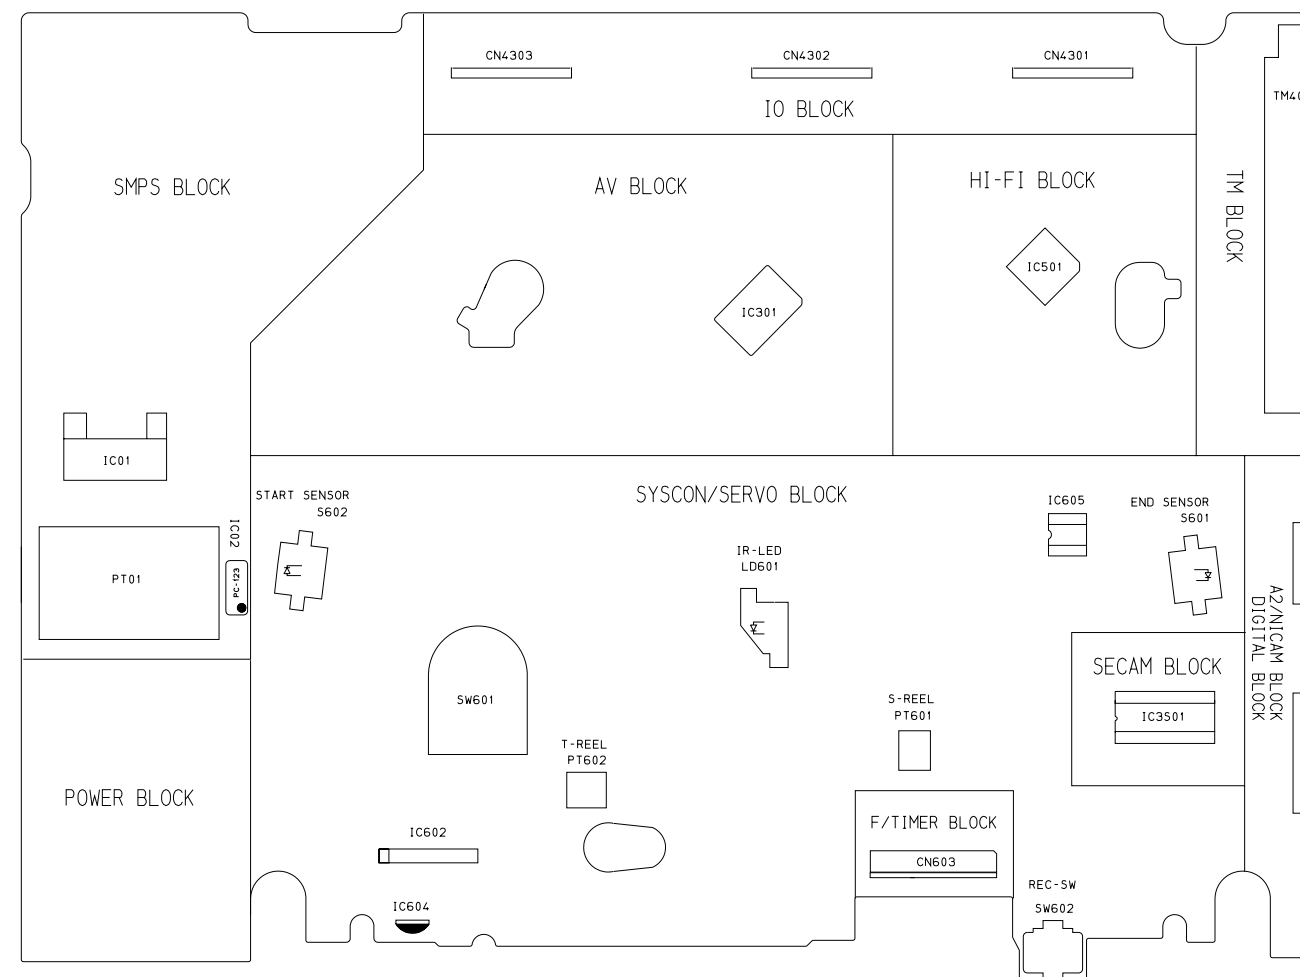 CN4303
CN4302
CN4301
IO BLOCK
SMPS BLOCK
AV BLOCK
HI-FI BLOCK
TM BLOCK
IC501
IC301
IC01
START SENSOR
S602
SYSCON/SERVO BLOCK
IC605
END SENSOR
S601
IC02
PC-123
PT01
IR-LED
LD601
A2/NICAM BLOCK
DIGITAL BLOCK
SECAM BLOCK
IC3S01
SW601
S-REEL
PT601
T-REEL
PT602
POWER BLOCK
F/TIMER BLOCK
CN603
IC602
REC-SW
SW602
IC604